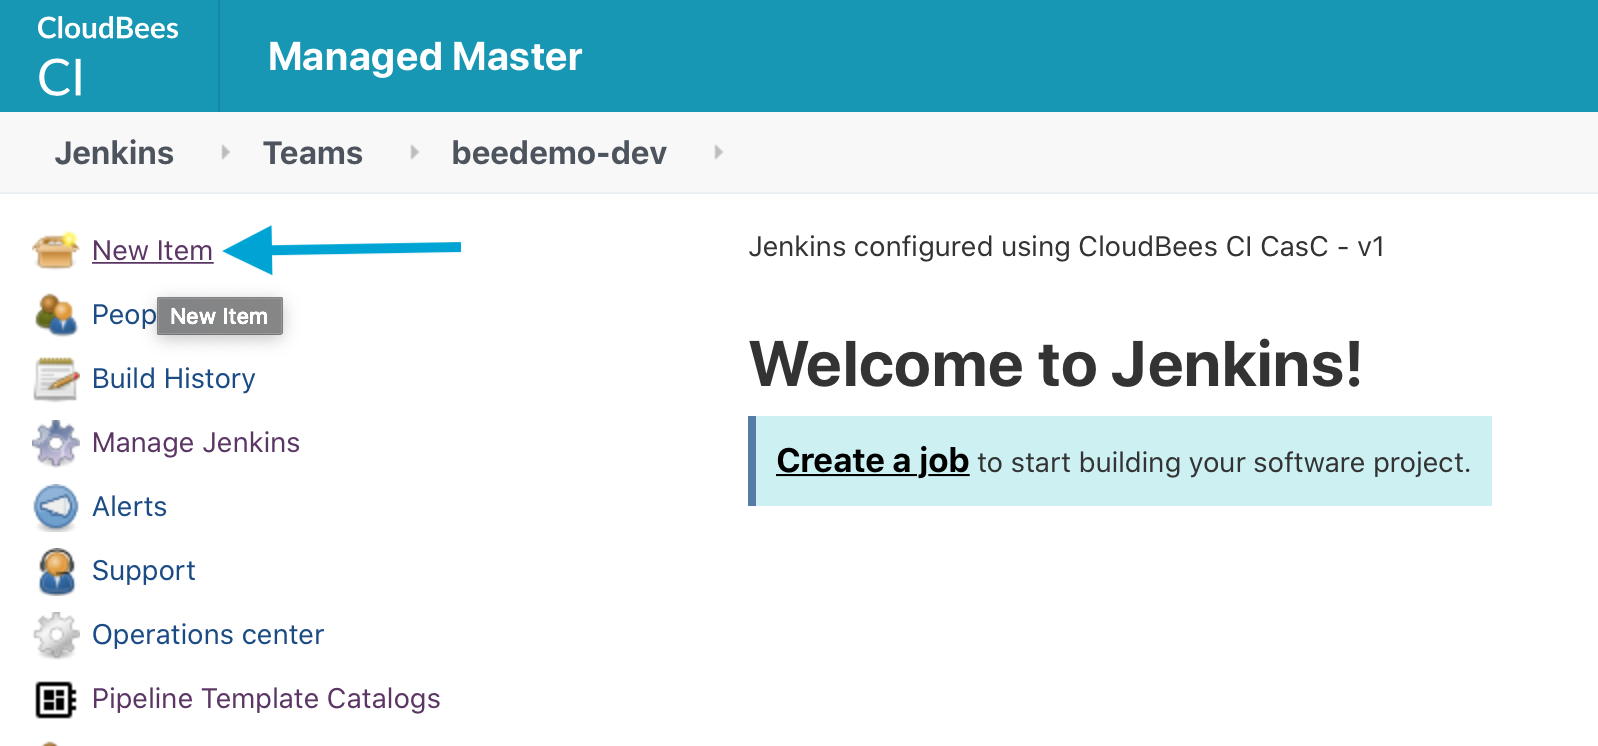 CloudBees
CI
Managed Master
Jenkins Teams beedemo-dev
New Item
Peop
New Item
Build History
Manage Jenkins
Alerts
Support
Operations center
Pipeline Template Catalogs
Jenkins configured using CloudBees CI CasC - v1
Welcome to Jenkins!
Create a job to start building your software project.